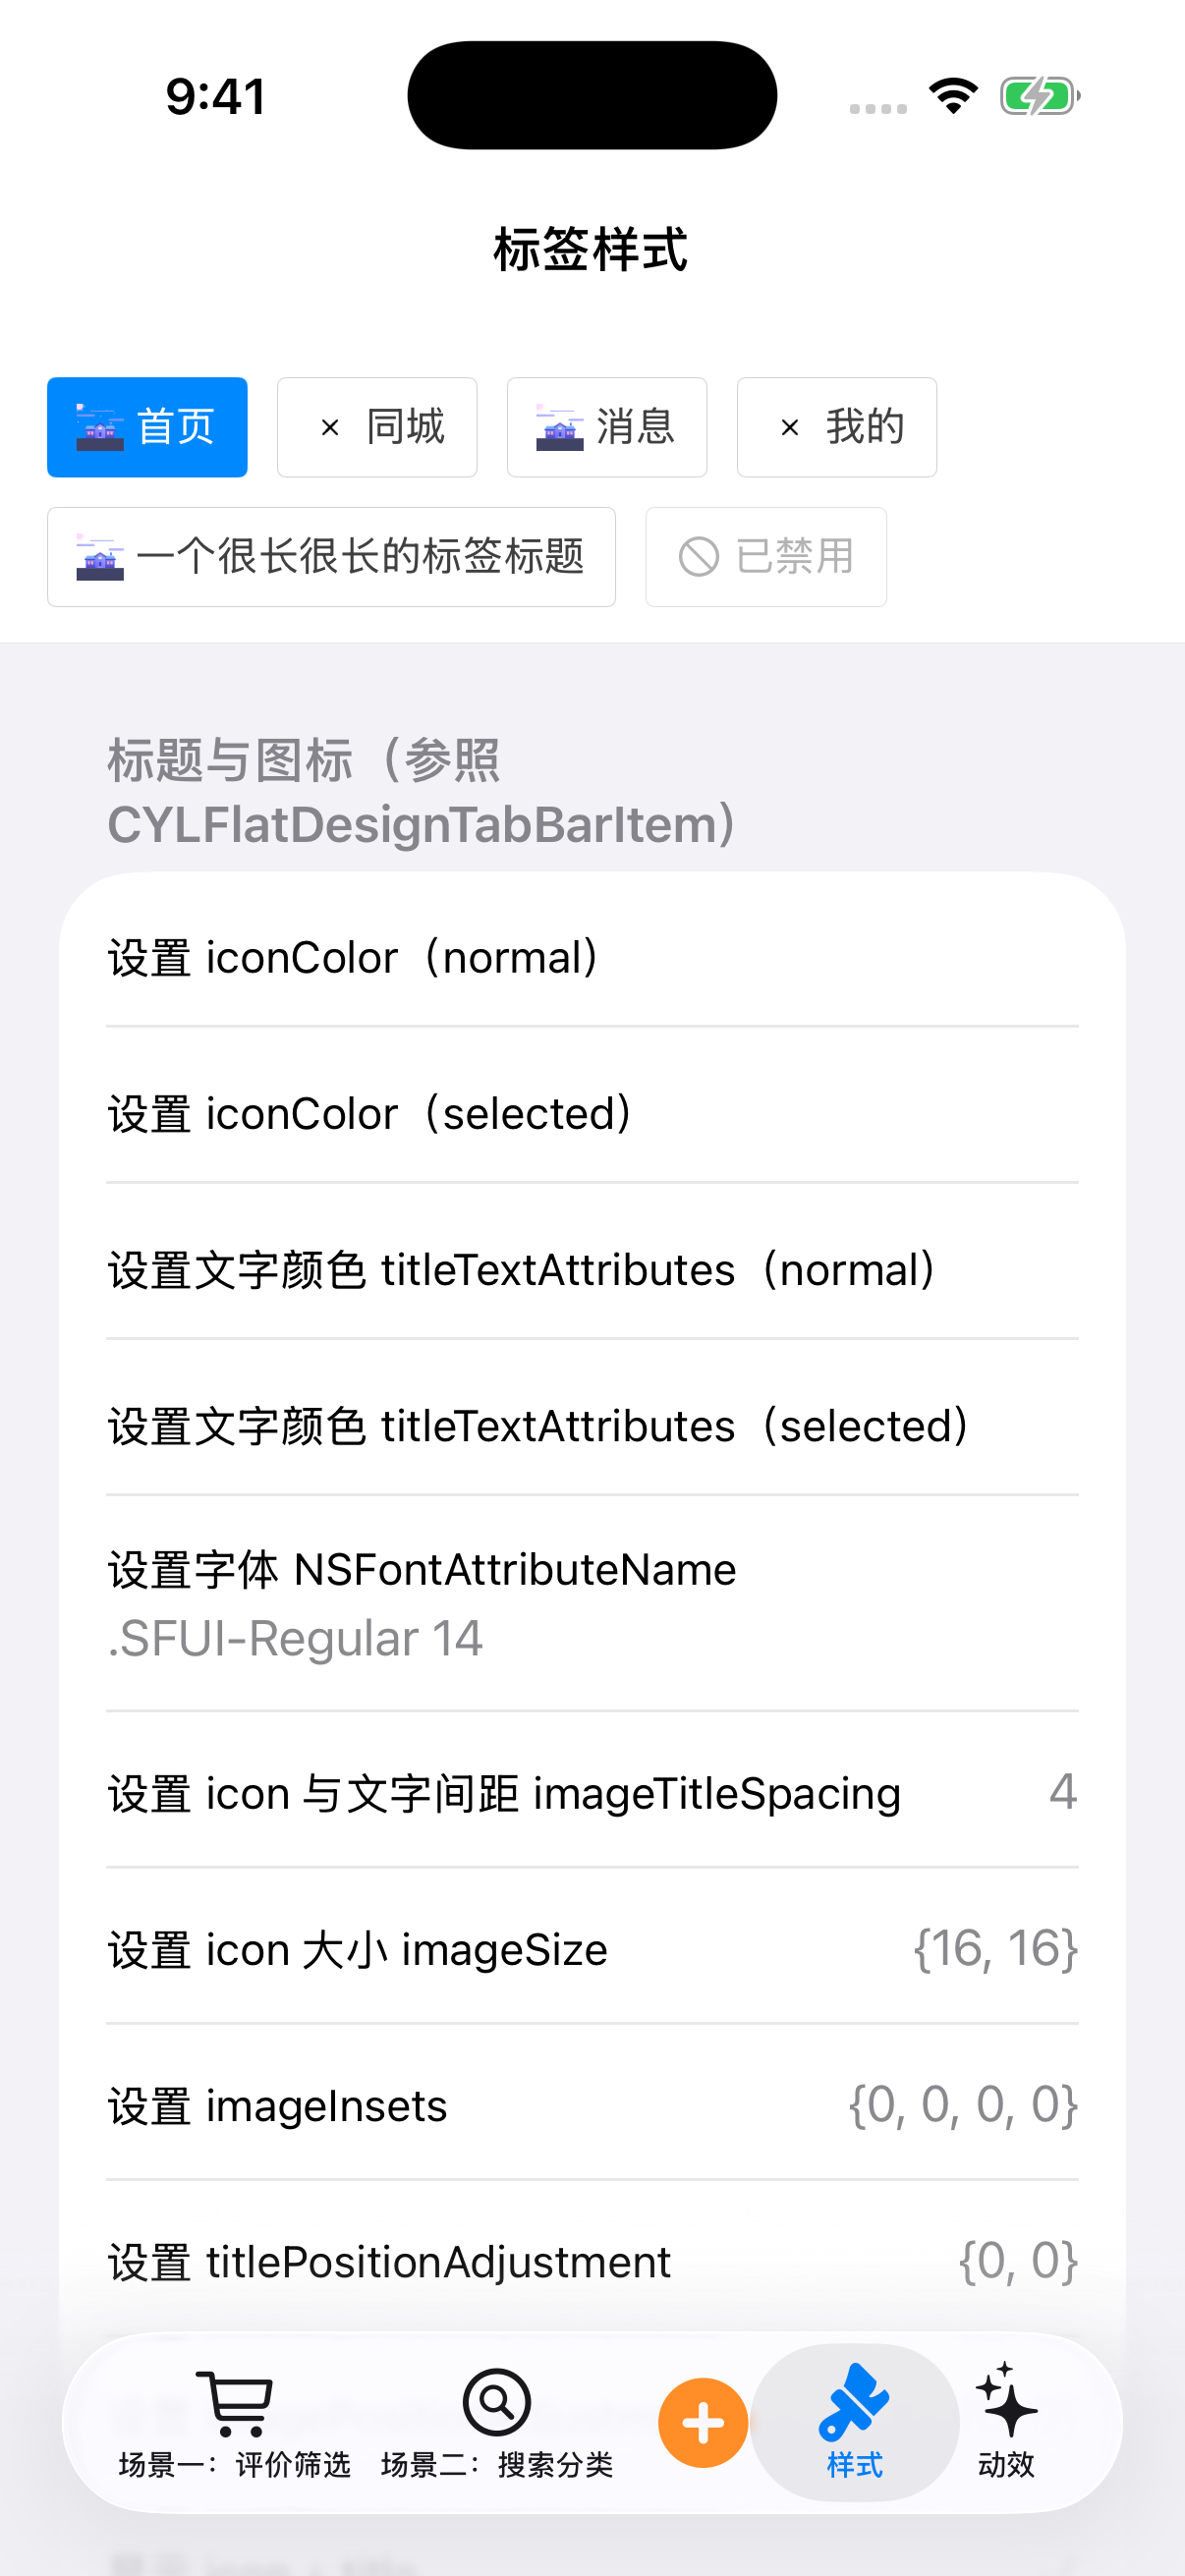 9:41
标签样式
首页
× 同城
消息
× 我的
一个很长很长的标签标题
已禁用
标题与图标（参照
CYLFlatDesignTabBarItem）
设置 iconColor（normal）
设置 iconColor（selected）
设置文字颜色 titleTextAttributes（normal）
设置文字颜色 titleTextAttributes（selected）
设置字体 NSFontAttributeName
.SFUI-Regular 14
设置 icon 与文字间距 imageTitleSpacing 4
设置 icon 大小 imageSize {16, 16}
设置 imageInsets {0, 0, 0, 0}
设置 titlePositionAdjustment {0, 0}
场景一：评价筛选
场景二：搜索分类
样式
动效